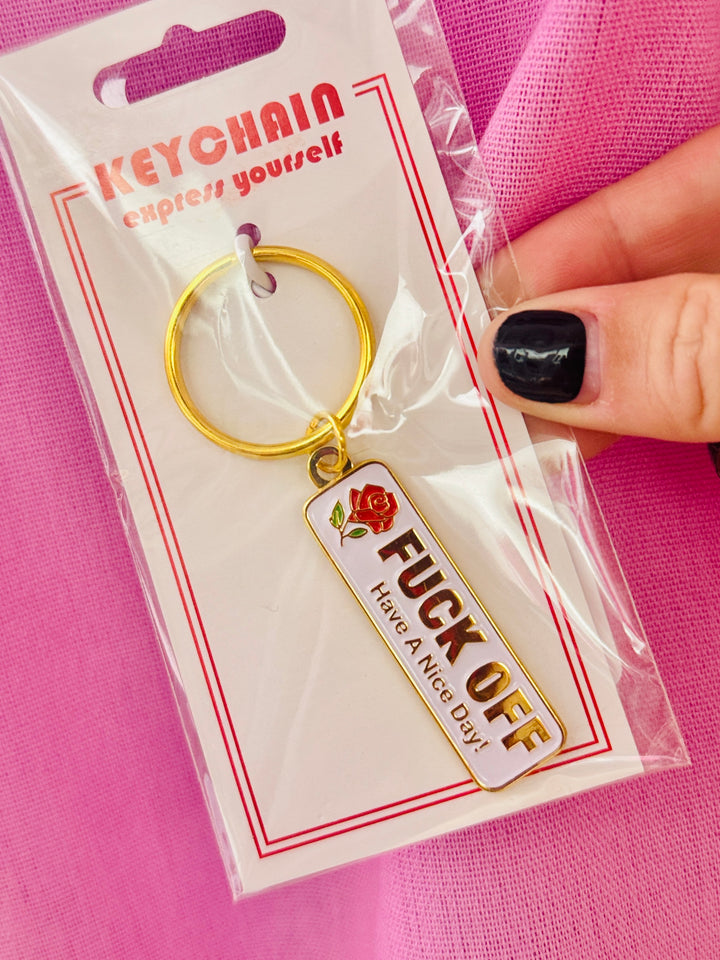 KEYCHAIN
express yourself
FUCK OFF
Have A Nice Day!